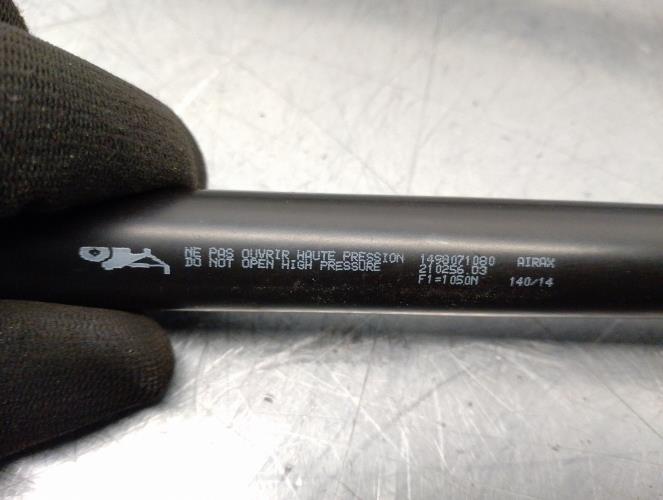 NE PAS OUVRIR HAUTE PRESSION 1498071080 AIRAX
DO NOT OPEN HIGH PRESSURE 210256.03
F1=1050N 140/14